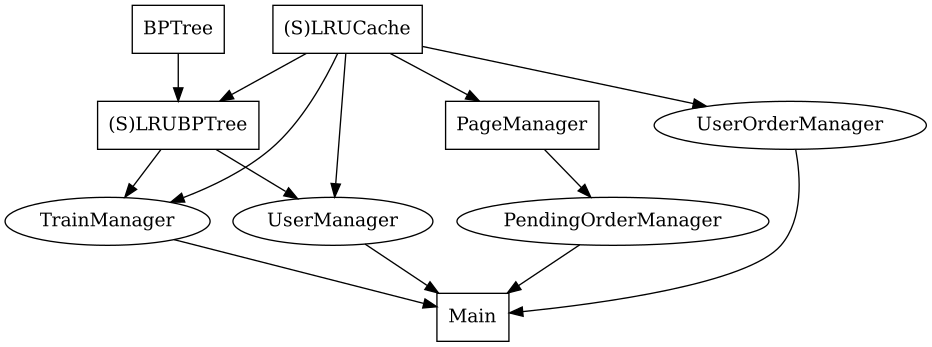 BPTree
(S)LRUCache
(S)LRUBPTree
PageManager
UserOrderManager
TrainManager
UserManager
PendingOrderManager
Main